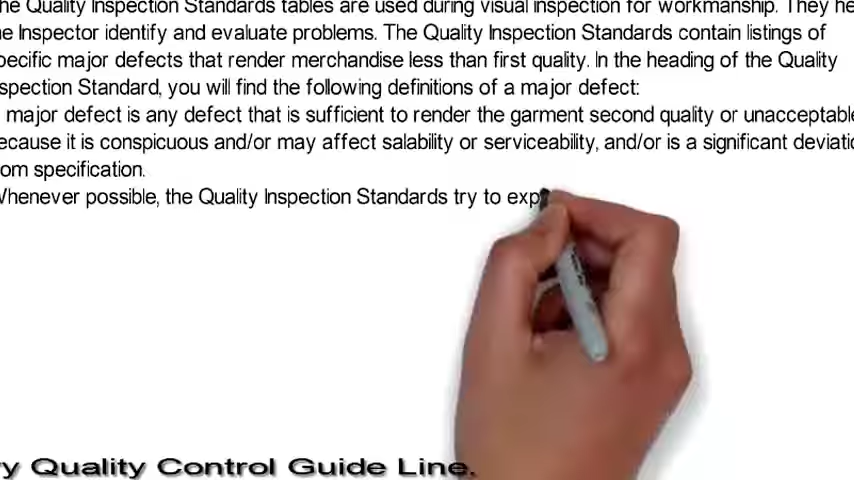 he Quality Inspection Standards tables are used during visual inspection for workmanship. They he
e Inspector identify and evaluate problems. The Quality Inspection Standards contain listings of
pecific major defects that render merchandise less than first quality. In the heading of the Quality
spection Standard, you will find the following definitions of a major defect:
major defect is any defect that is sufficient to render the garment second quality or unacceptable
ecause it is conspicuous and/or may affect salability or serviceability, and/or is a significant deviatio
om specification.
Whenever possible, the Quality Inspection Standards try to exp
y Quality Control Guide Line.